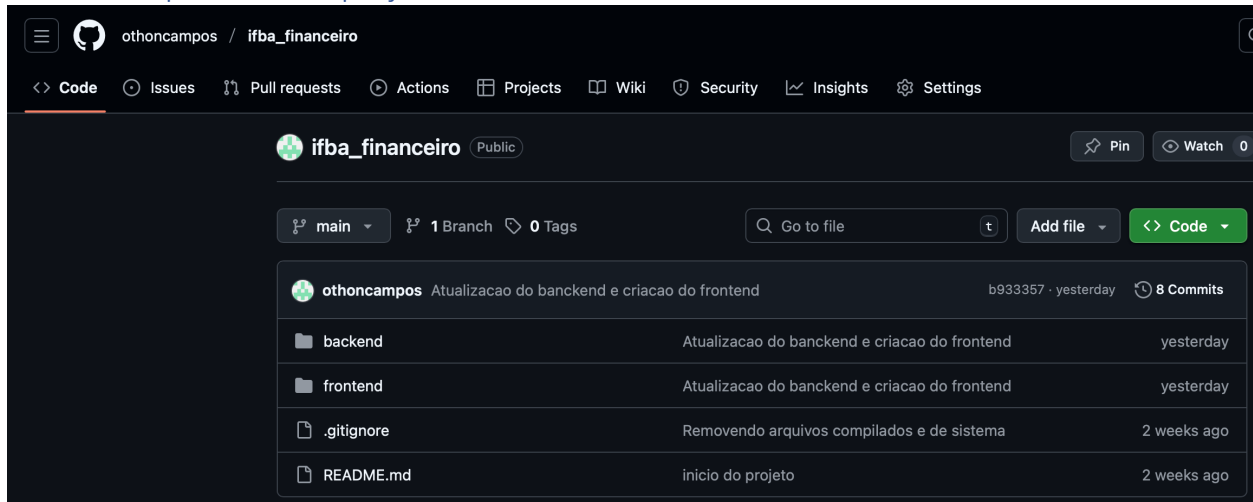 othoncampos / ifba_financeiro
Code Issues Pull requests Actions Projects Wiki Security Insights Settings
ifba_financeiro Public Pin Watch 0
main 1 Branch 0 Tags Go to file t Add file Code
othoncampos Atualizacao do banckend e criacao do frontend b933357 · yesterday 8 Commits
backend Atualizacao do banckend e criacao do frontend yesterday
frontend Atualizacao do banckend e criacao do frontend yesterday
.gitignore Removendo arquivos compilados e de sistema 2 weeks ago
README.md inicio do projeto 2 weeks ago